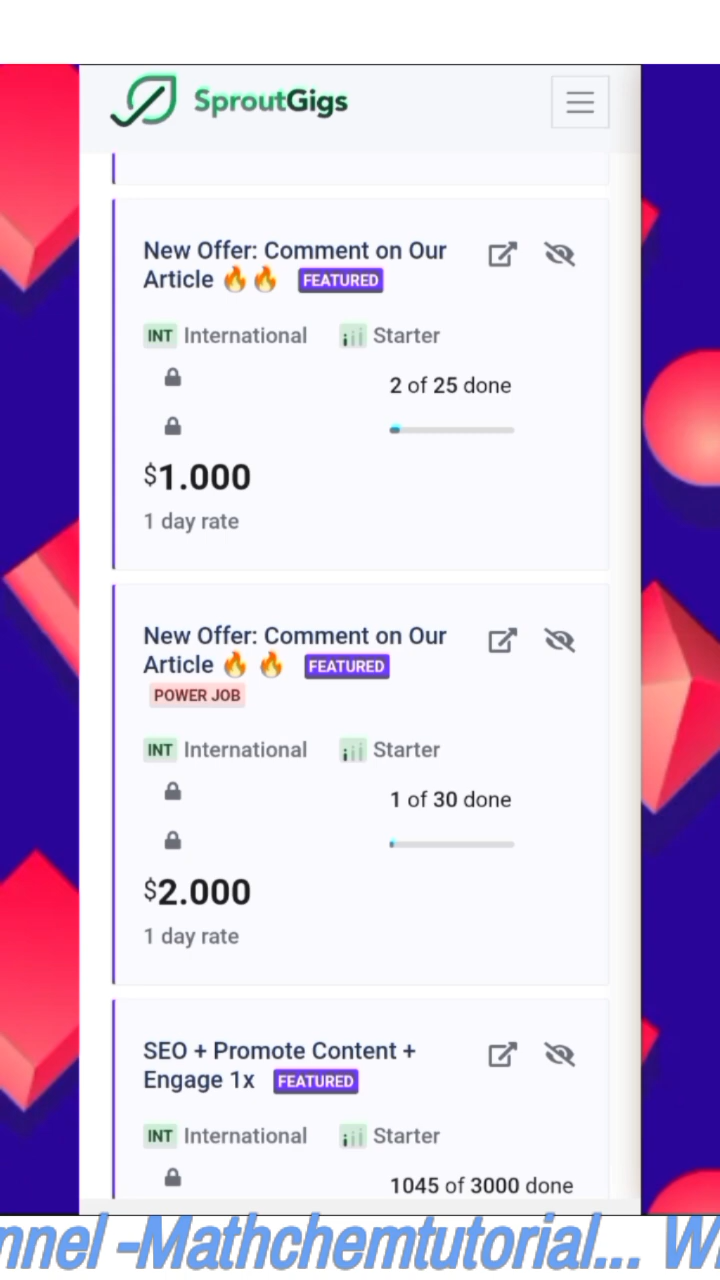 SproutGigs
New Offer: Comment on Our
Article 🔥🔥 FEATURED
INT International Starter
2 of 25 done
$1.000
1 day rate
New Offer: Comment on Our
Article 🔥 🔥 FEATURED
POWER JOB
INT International Starter
1 of 30 done
$2.000
1 day rate
SEO + Promote Content +
Engage 1x FEATURED
INT International Starter
1045 of 3000 done
nnel -Mathchemtutorial... W